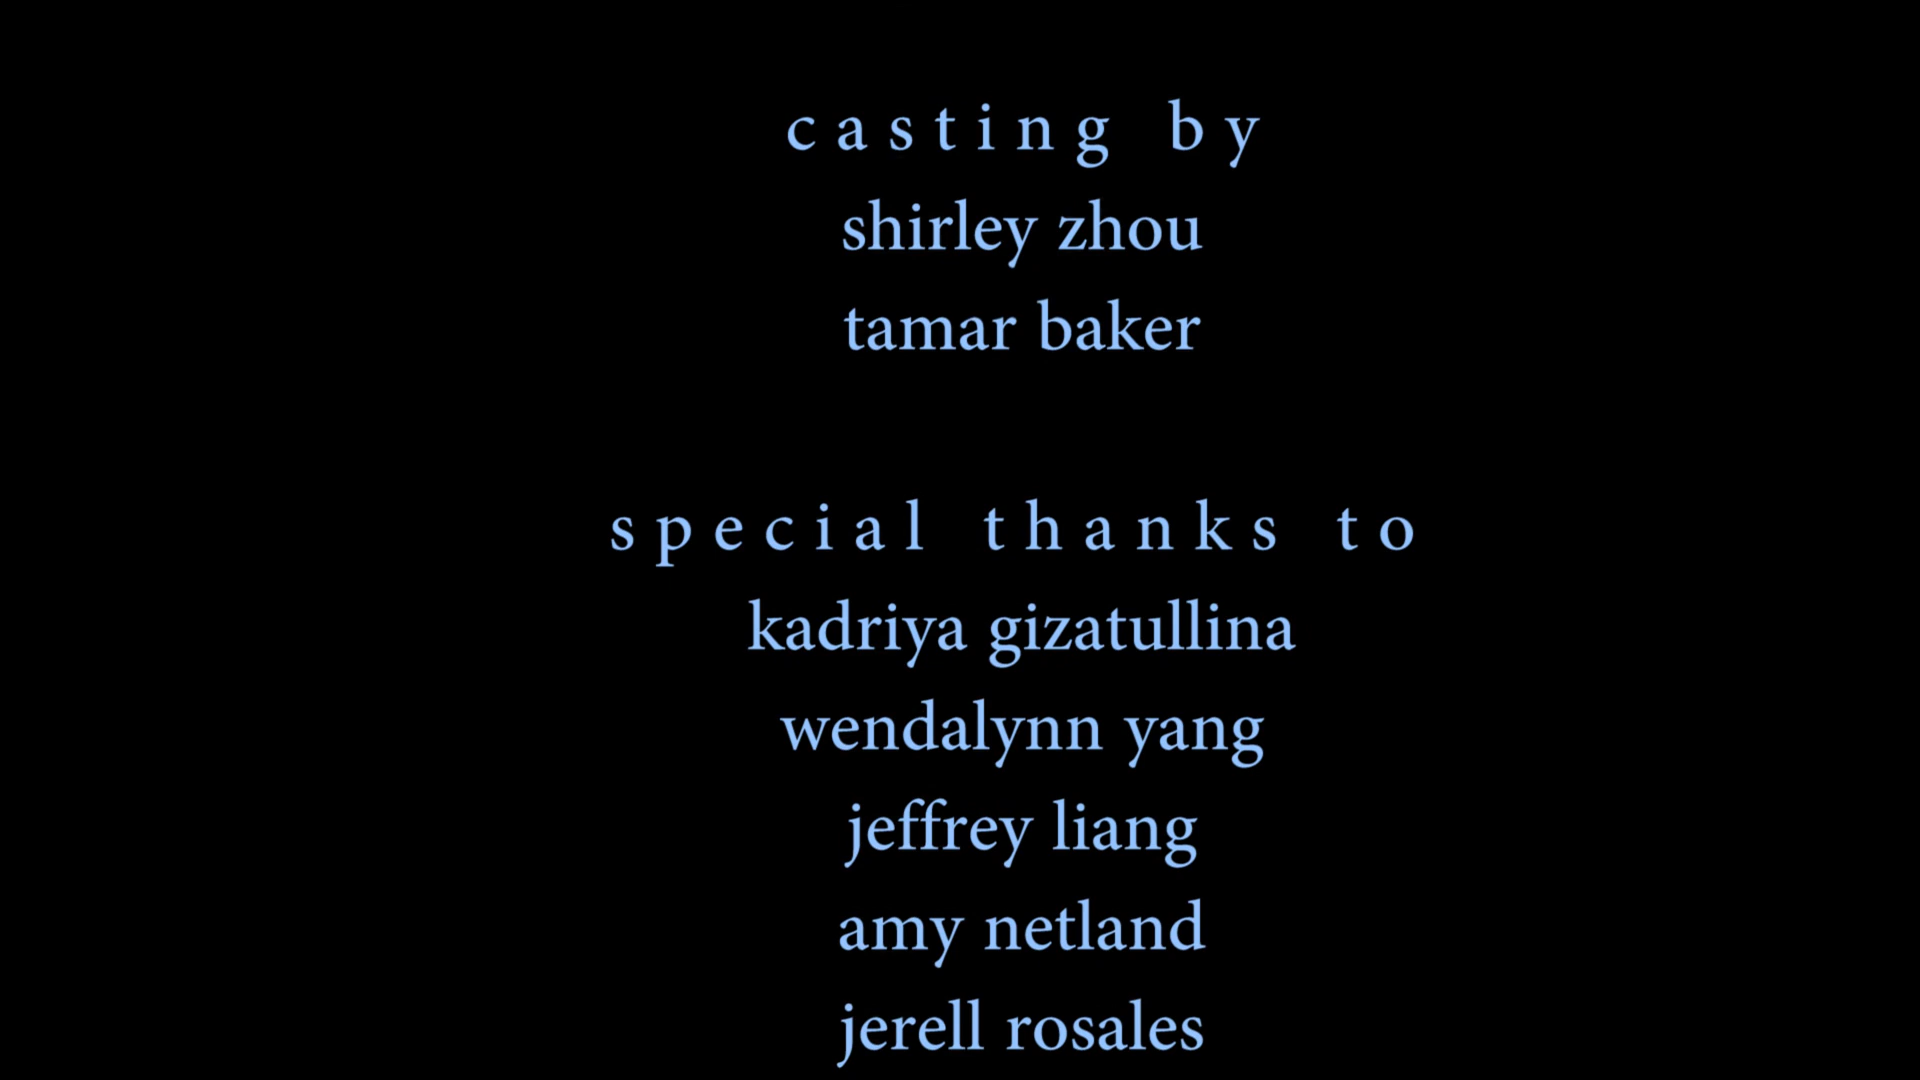 casting by
shirley zhou
tamar baker
special thanks to
kadriya gizatullina
wendalynn yang
jeffrey liang
amy netland
jerell rosales